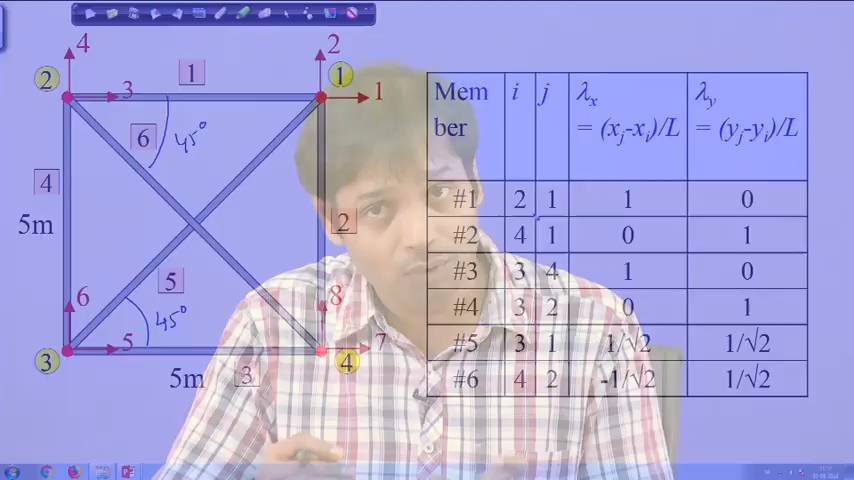 4
2
2
1
1
3
1
6
45°
4
5m
2
5
6
45°
8
5
7
3
4
5m
3
Mem ber i j λx = (xj-xi)/L λy = (yj-yi)/L
#1 2 1 1 0
#2 4 1 0 1
#3 3 4 1 0
#4 3 2 0 1
#5 3 1 1/√2 1/√2
#6 4 2 -1/√2 1/√2